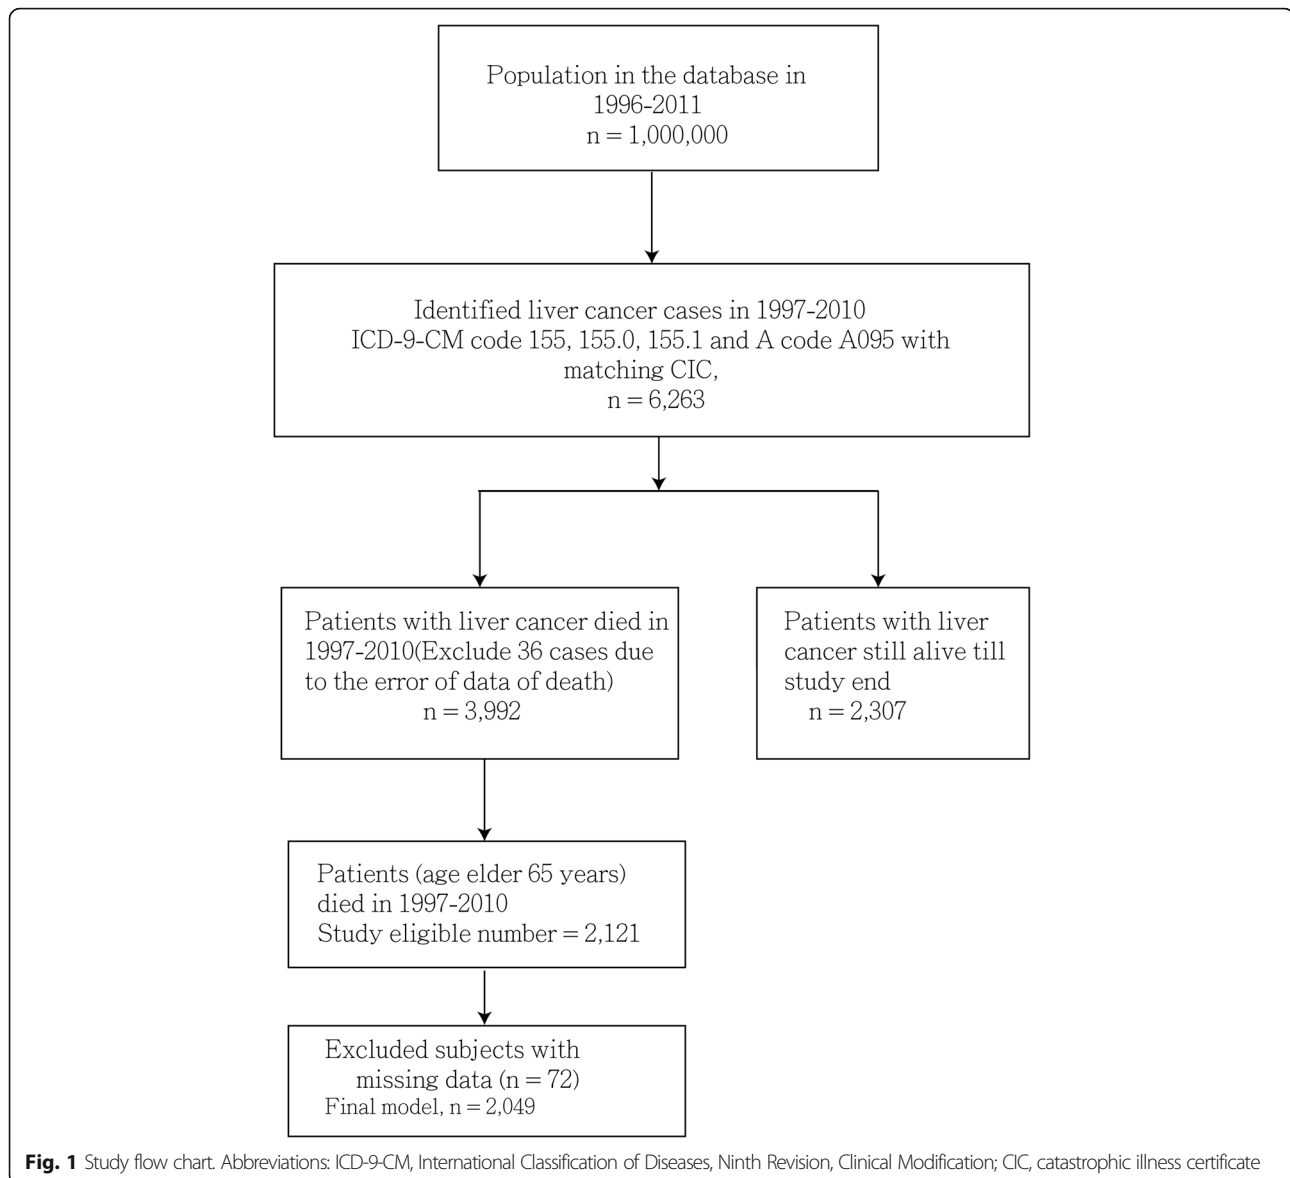 Population in the database in
1996-2011
n = 1,000,000
Identified liver cancer cases in 1997-2010
ICD-9-CM code 155, 155.0, 155.1 and A code A095 with
matching CIC,
n = 6,263
Patients with liver cancer died in
1997-2010(Exclude 36 cases due
to the error of data of death)
n = 3,992
Patients with liver
cancer still alive till
study end
n = 2,307
Patients (age elder 65 years)
died in 1997-2010
Study eligible number = 2,121
Excluded subjects with
missing data (n = 72)
Final model, n = 2,049
Fig. 1 Study flow chart. Abbreviations: ICD-9-CM, International Classification of Diseases, Ninth Revision, Clinical Modification; CIC, catastrophic illness certificate